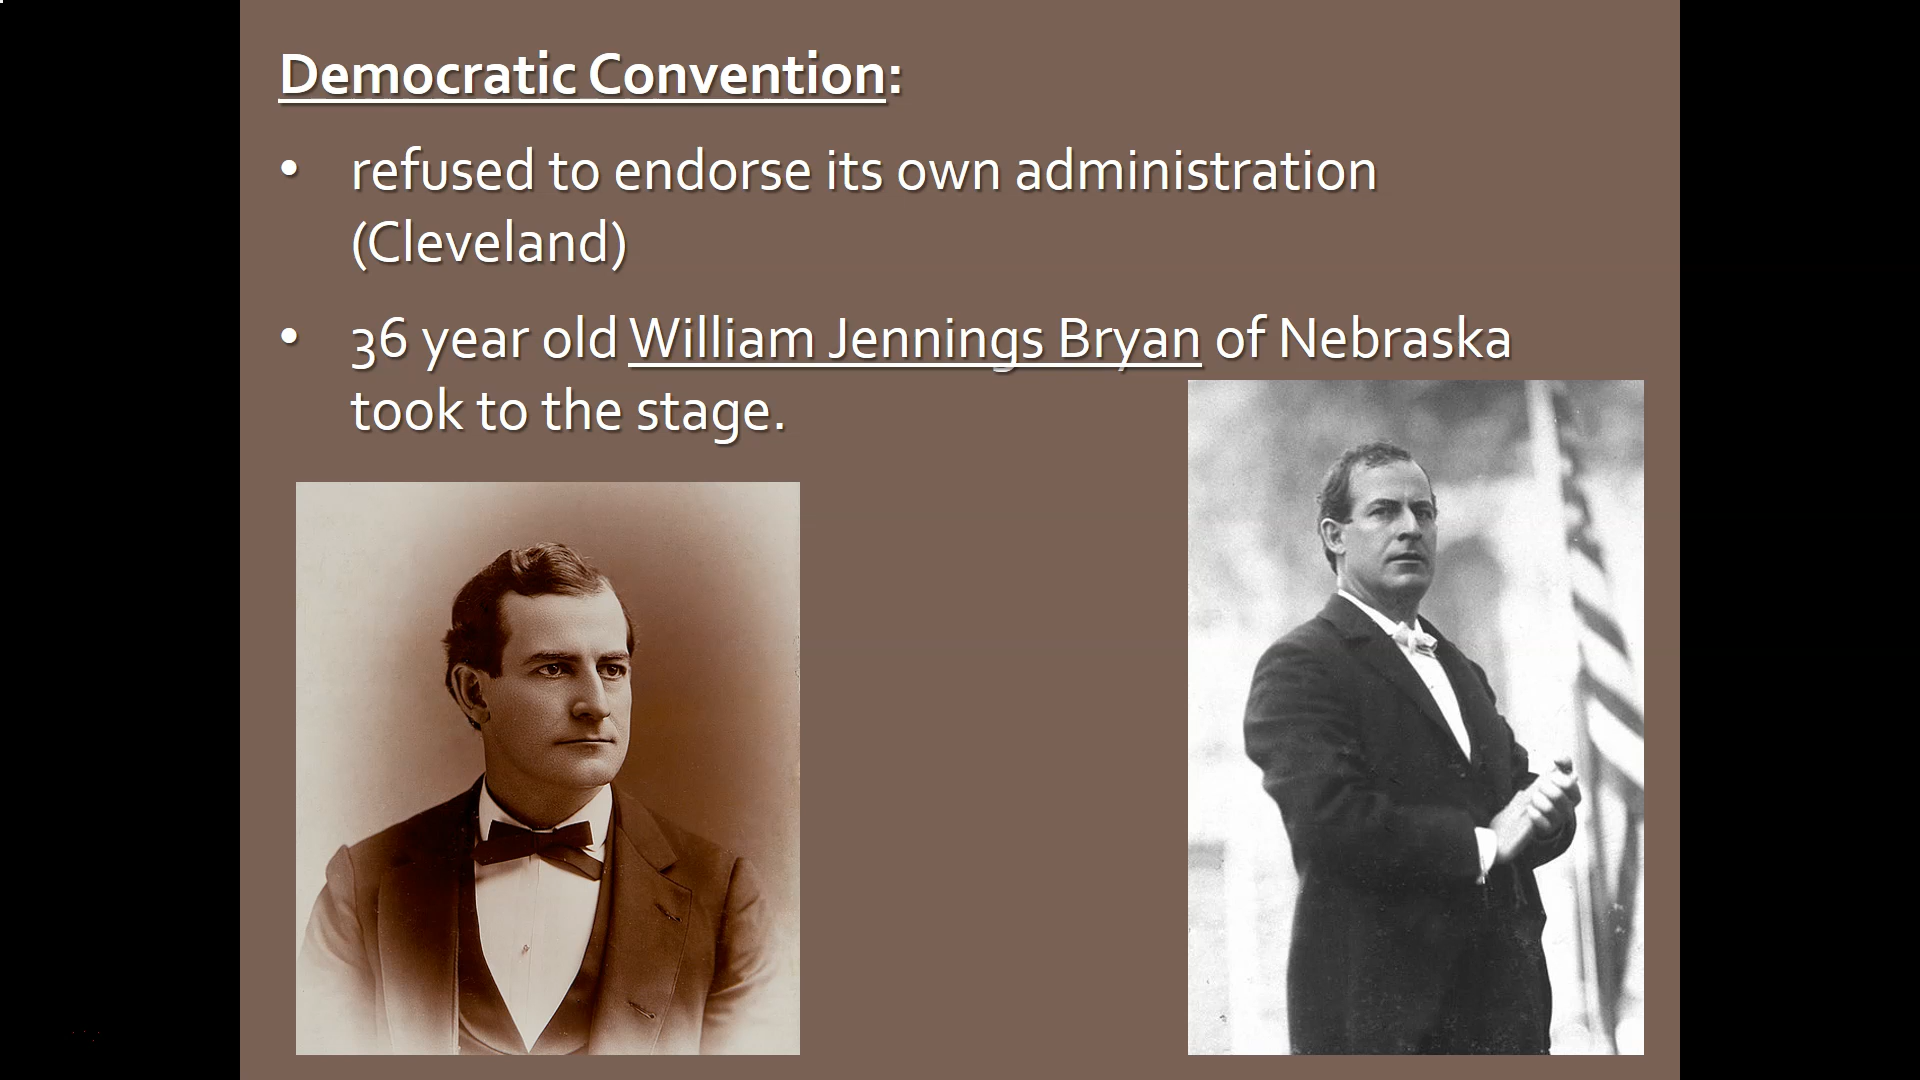 Democratic Convention:
• refused to endorse its own administration
(Cleveland)
• 36 year old William Jennings Bryan of Nebraska
took to the stage.